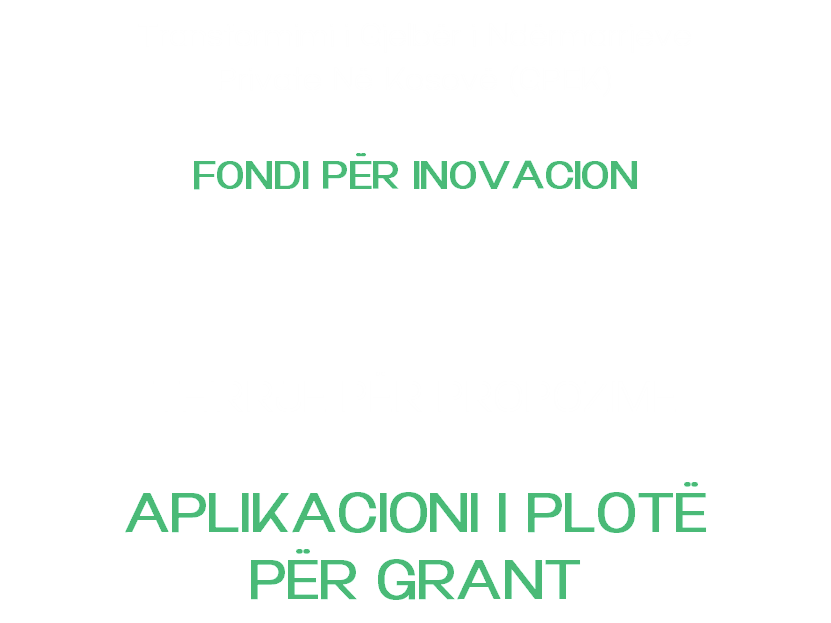 FONDI PËR INOVACION
APLIKACIONI I PLOTË
PËR GRANT